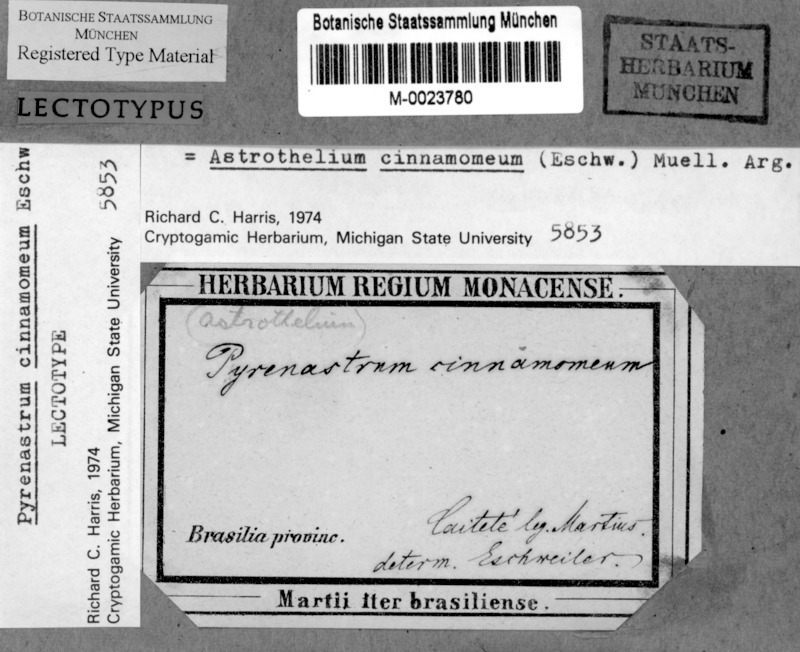 BOTANISCHE STAATSSAMMLUNG
MÜNCHEN
Registered Type Material
LECTOTYPUS
Botanische Staatssammlung München
M-0023780
STAATS-
HERBARIUM
MÜNCHEN
= Astrothelium cinnamomeum (Eschw.) Muell. Arg.
Richard C. Harris, 1974
Cryptogamic Herbarium, Michigan State University 5853
Pyrenastrum cinnamomeum Eschw
LECTOTYPE
Richard C. Harris, 1974
Cryptogamic Herbarium, Michigan State University 5853
HERBARIUM REGIUM MONACENSE.
(Astrothelium)
Pyrenastrum cinnamomeum
Brasilia provinc. Caiteté leg. Martius.
determ. Eschweiler.
Martii Iter brasiliense.